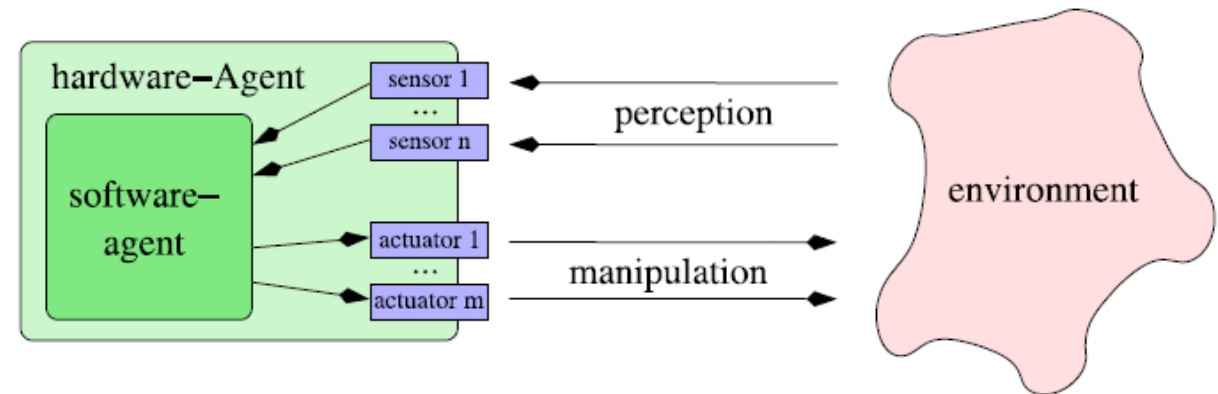 hardware–Agent
sensor 1
...
sensor n
software–
agent
actuator 1
...
actuator m
perception
manipulation
environment